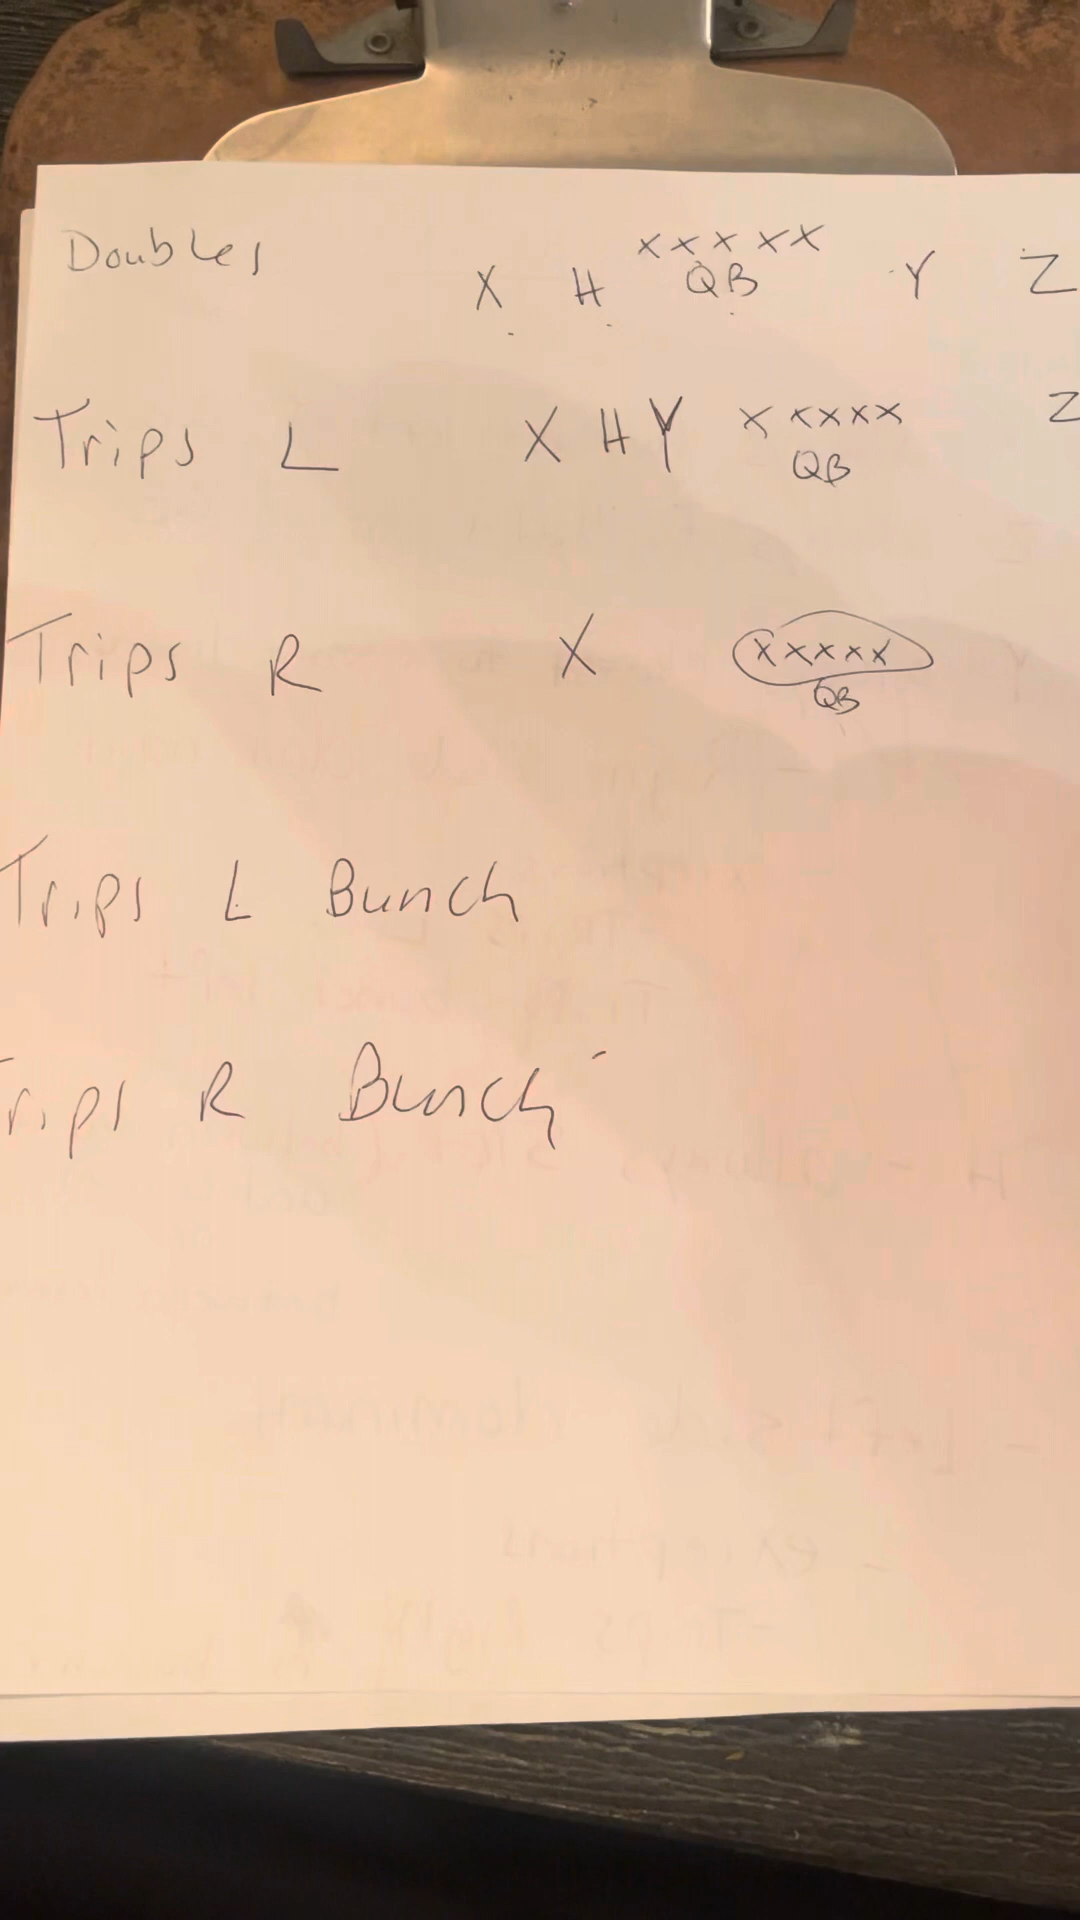 Doubles X H XXXXX Y Z
QB
Trips L X H Y XXXXX Z
QB
Trips R X XXXXX
QB
Trips L Bunch
Trips R Bunch